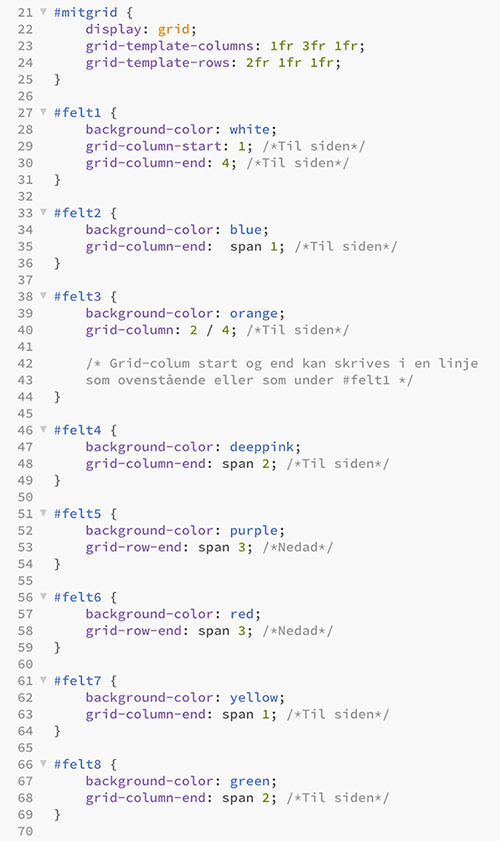 21 ▼ #mitgrid {
22 display: grid;
23 grid-template-columns: 1fr 3fr 1fr;
24 grid-template-rows: 2fr 1fr 1fr;
25 }
26
27 ▼ #felt1 {
28 background-color: white;
29 grid-column-start: 1; /*Til siden*/
30 grid-column-end: 4; /*Til siden*/
31 }
32
33 ▼ #felt2 {
34 background-color: blue;
35 grid-column-end:  span 1; /*Til siden*/
36 }
37
38 ▼ #felt3 {
39 background-color: orange;
40 grid-column: 2 / 4; /*Til siden*/
41
42 /* Grid-colum start og end kan skrives i en linje
43 som ovenstående eller som under #felt1 */
44 }
45
46 ▼ #felt4 {
47 background-color: deeppink;
48 grid-column-end: span 2; /*Til siden*/
49 }
50
51 ▼ #felt5 {
52 background-color: purple;
53 grid-row-end: span 3; /*Nedad*/
54 }
55
56 ▼ #felt6 {
57 background-color: red;
58 grid-row-end: span 3; /*Nedad*/
59 }
60
61 ▼ #felt7 {
62 background-color: yellow;
63 grid-column-end: span 1; /*Til siden*/
64 }
65
66 ▼ #felt8 {
67 background-color: green;
68 grid-column-end: span 2; /*Til siden*/
69 }
70